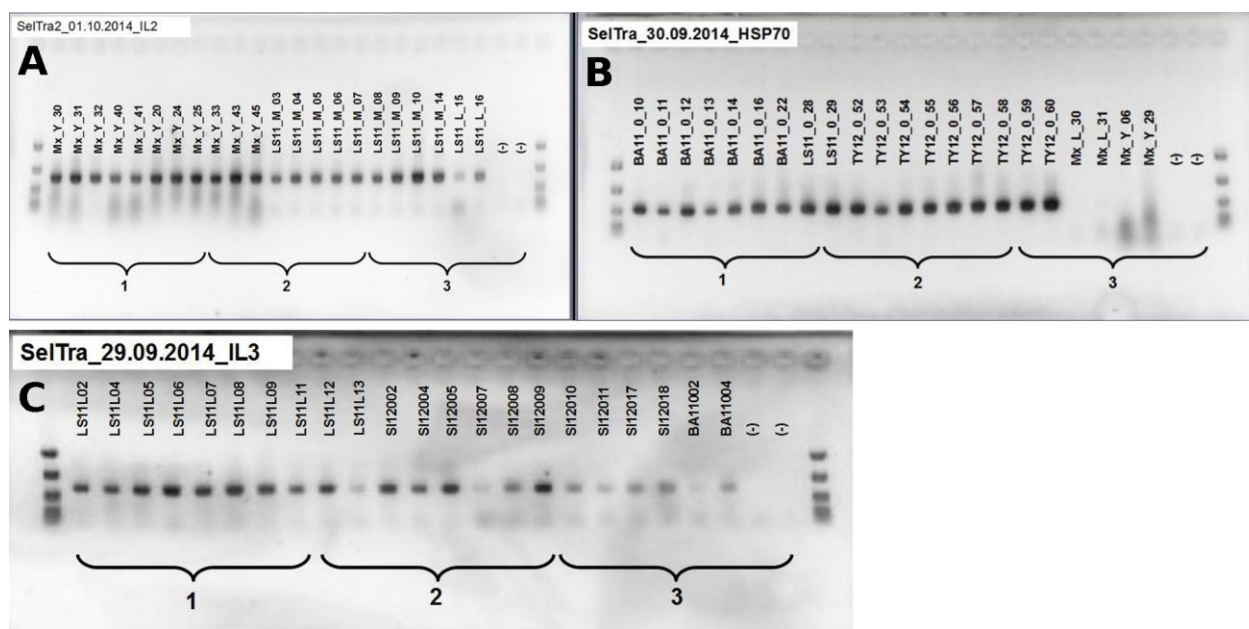 SelTra2_01.10.2014_IL2
A
Mx_Y_30
Mx_Y_31
Mx_Y_32
Mx_Y_40
Mx_Y_41
Mx_Y_20
Mx_Y_24
Mx_Y_25
Mx_Y_33
Mx_Y_43
Mx_Y_45
LS11_M_03
LS11_M_04
LS11_M_05
LS11_M_06
LS11_M_07
LS11_M_08
LS11_M_09
LS11_M_10
LS11_M_14
LS11_L_15
LS11_L_16
(-)
(-)
1
2
3
SelTra_30.09.2014_HSP70
B
BA11_0_10
BA11_0_11
BA11_0_12
BA11_0_13
BA11_0_14
BA11_0_16
BA11_0_22
LS11_0_28
LS11_0_29
TY12_0_52
TY12_0_53
TY12_0_54
TY12_0_55
TY12_0_56
TY12_0_57
TY12_0_58
TY12_0_59
TY12_0_60
Mx_L_30
Mx_L_31
Mx_Y_06
Mx_Y_29
(-)
(-)
1
2
3
SelTra_29.09.2014_IL3
C
LS11L02
LS11L04
LS11L05
LS11L06
LS11L07
LS11L08
LS11L09
LS11L11
LS11L12
LS11L13
SI12002
SI12004
SI12005
SI12007
SI12008
SI12009
SI12010
SI12011
SI12017
SI12018
BA11002
BA11004
(-)
(-)
1
2
3